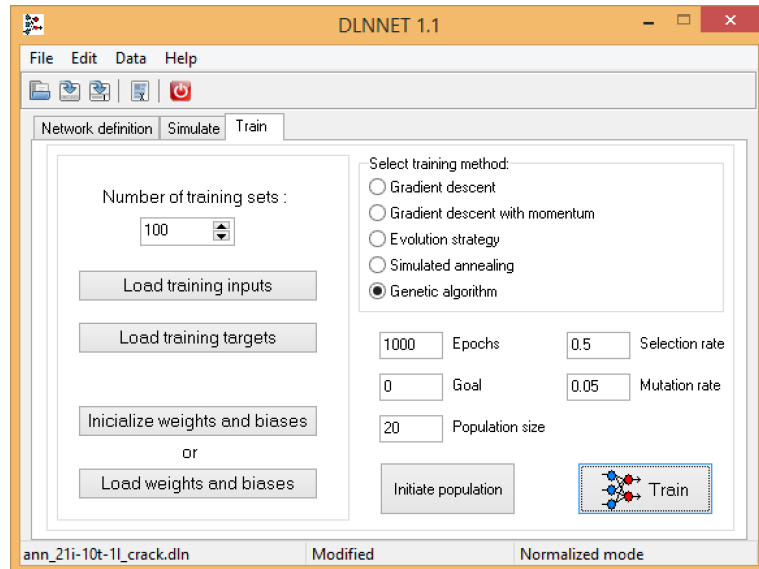 DLNNET 1.1
File Edit Data Help
Network definition Simulate Train
Number of training sets :
100
Load training inputs
Load training targets
Inicialize weights and biases
or
Load weights and biases
Select training method:
Gradient descent
Gradient descent with momentum
Evolution strategy
Simulated annealing
Genetic algorithm
1000 Epochs 0.5 Selection rate
0 Goal 0.05 Mutation rate
20 Population size
Initiate population Train
ann_21i-10t-1l_crack.dln Modified Normalized mode